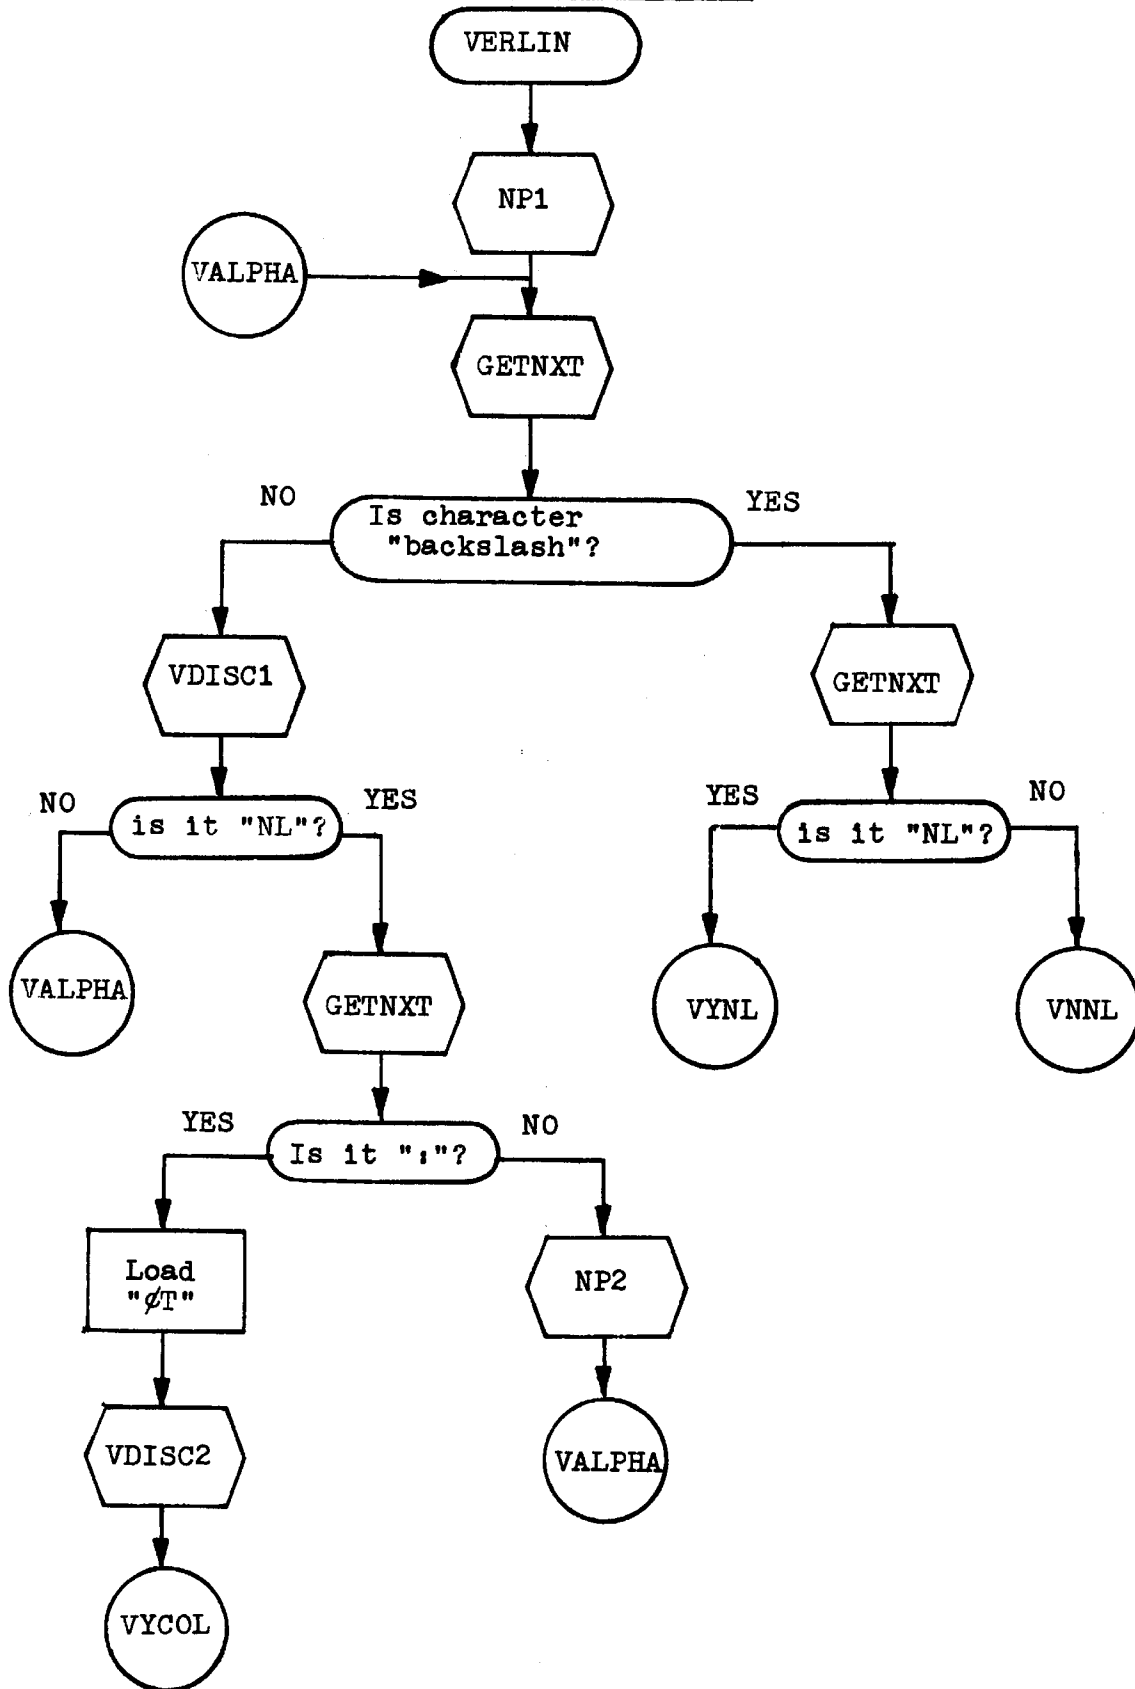 VERLIN
NP1
VALPHA
GETNXT
NO
YES
Is character
"backslash"?
VDISC1
GETNXT
NO
YES
YES
NO
is it "NL"?
is it "NL"?
VALPHA
GETNXT
VYNL
VNNL
YES
NO
Is it ":"?
Load
"∅T"
NP2
VDISC2
VALPHA
VYCOL